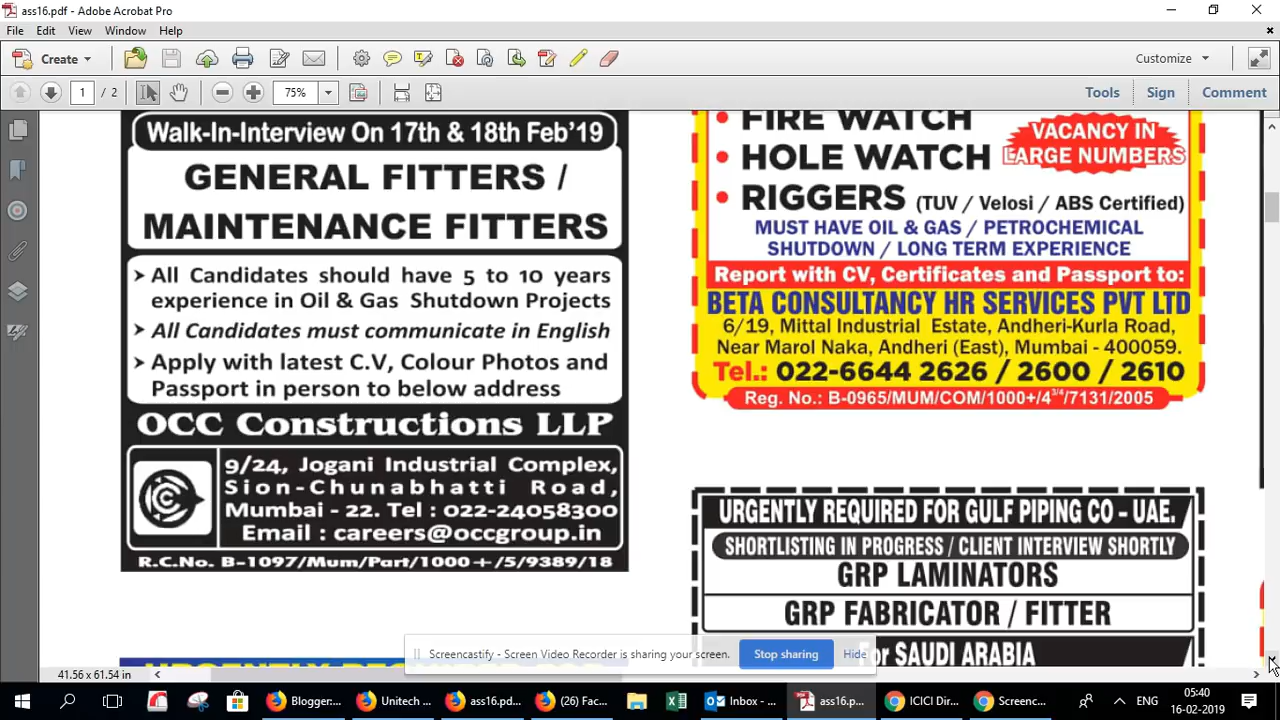 ass16.pdf - Adobe Acrobat Pro
File Edit View Window Help
Create
Customize
1 / 2
75%
Tools Sign Comment
Walk-In-Interview On 17th & 18th Feb'19
GENERAL FITTERS /
MAINTENANCE FITTERS
All Candidates should have 5 to 10 years
experience in Oil & Gas Shutdown Projects
All Candidates must communicate in English
Apply with latest C.V, Colour Photos and
Passport in person to below address
OCC Constructions LLP
9/24, Jogani Industrial Complex,
Sion-Chunabhatti Road,
Mumbai - 22. Tel : 022-24058300
Email : careers@occgroup.in
R.C.No. B-1097/Mum/Part/1000+/5/9389/18
• FIRE WATCH
• HOLE WATCH
VACANCY IN
LARGE NUMBERS
• RIGGERS (TUV / Velosi / ABS Certified)
MUST HAVE OIL & GAS / PETROCHEMICAL
SHUTDOWN / LONG TERM EXPERIENCE
Report with CV, Certificates and Passport to:
BETA CONSULTANCY HR SERVICES PVT LTD
6/19, Mittal Industrial Estate, Andheri-Kurla Road,
Near Marol Naka, Andheri (East), Mumbai - 400059.
Tel.: 022-6644 2626 / 2600 / 2610
Reg. No.: B-0965/MUM/COM/1000+/4³/⁴/7131/2005
URGENTLY REQUIRED FOR GULF PIPING CO - UAE.
SHORTLISTING IN PROGRESS / CLIENT INTERVIEW SHORTLY
GRP LAMINATORS
GRP FABRICATOR / FITTER
For SAUDI ARABIA
Screencastify - Screen Video Recorder is sharing your screen.
Stop sharing
Hide
41.56 x 61.54 in
Blogger:...
Unitech ...
ass16.pd...
(26) Fac...
Inbox - ...
ass16.p...
ICICI Dir...
Screenc...
ENG
05:40
16-02-2019